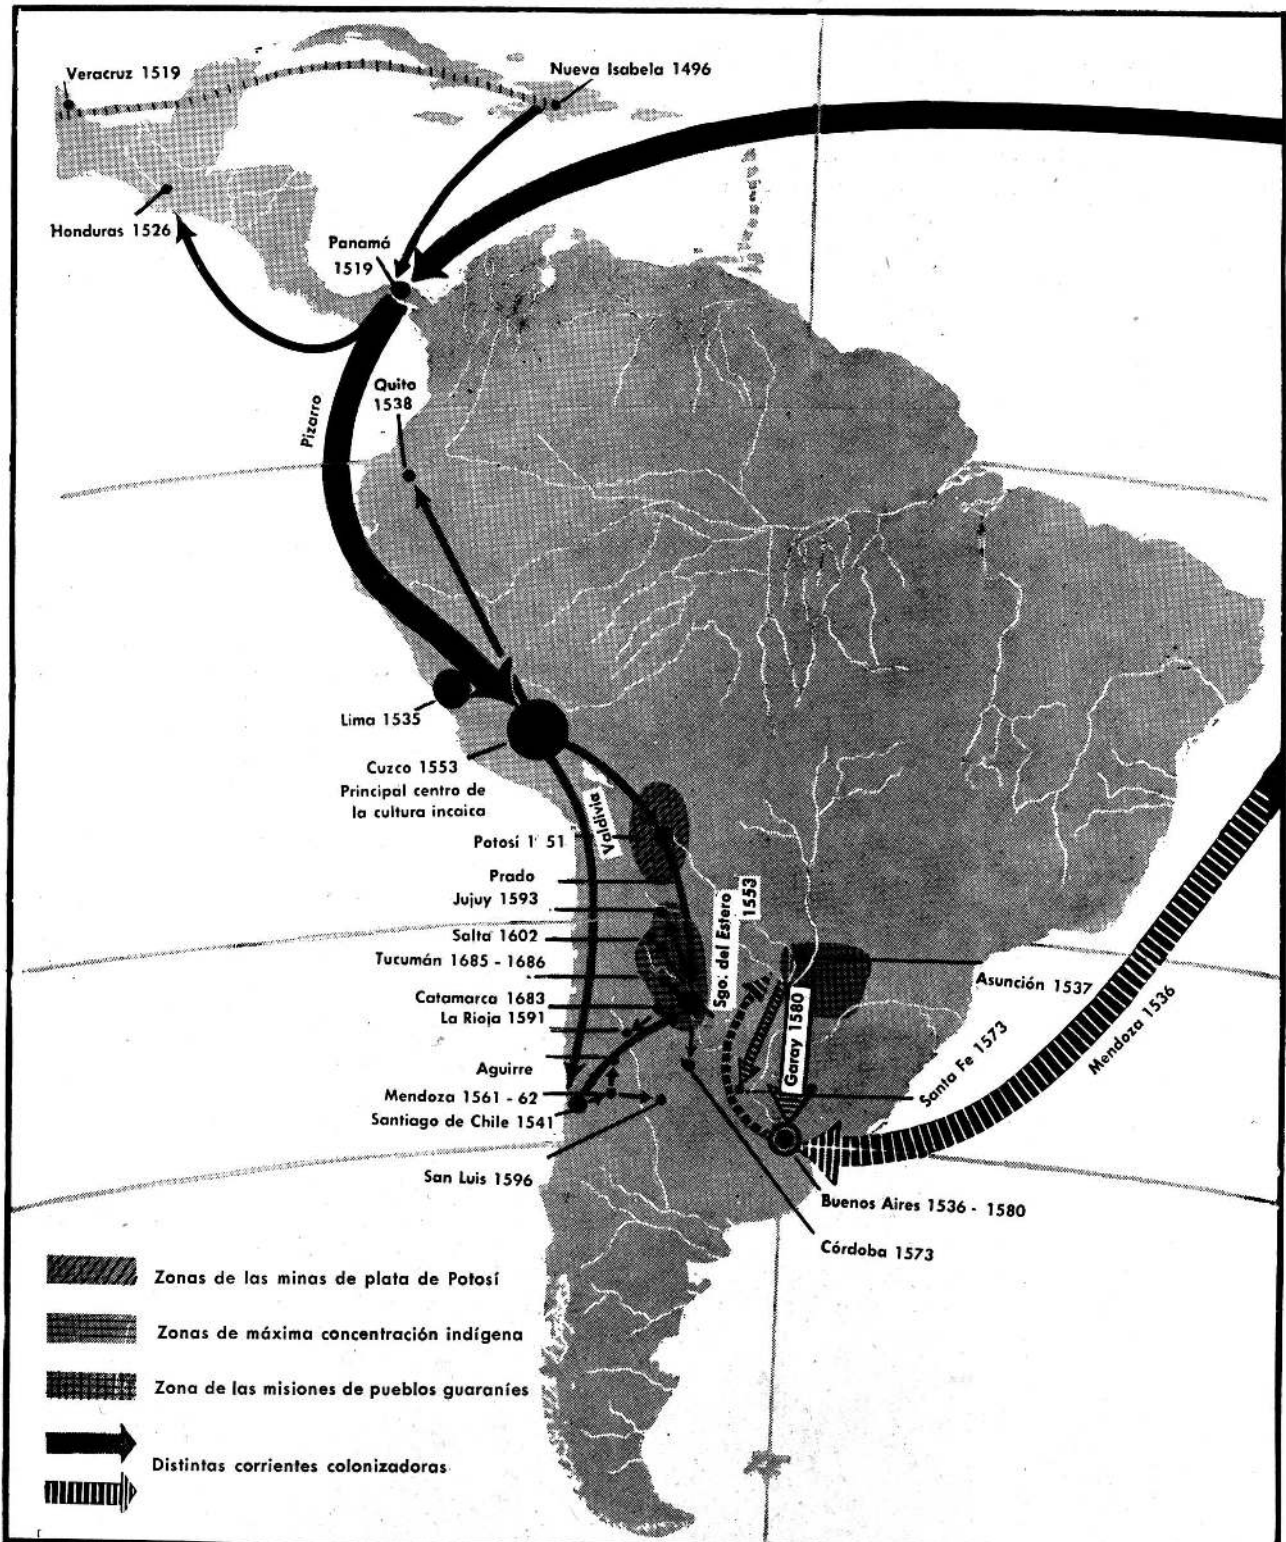 Veracruz 1519
Nueva Isabela 1496
Honduras 1526
Panamá
1519
Pizarro
Quito
1538
Lima 1535
Cuzco 1553
Principal centro de
la cultura incaica
Valdivia
Potosí 1 51
Prado
Jujuy 1593
Salta 1602
Tucumán 1685 - 1686
Catamarca 1683
La Rioja 1591
Aguirre
Mendoza 1561 - 62
Santiago de Chile 1541
San Luis 1596
Sgo. del Estero
1553
Garay 1580
Asunción 1537
Santa Fe 1573
Mendoza 1536
Buenos Aires 1536 - 1580
Córdoba 1573
Zonas de las minas de plata de Potosí
Zonas de máxima concentración indígena
Zona de las misiones de pueblos guaraníes
Distintas corrientes colonizadoras